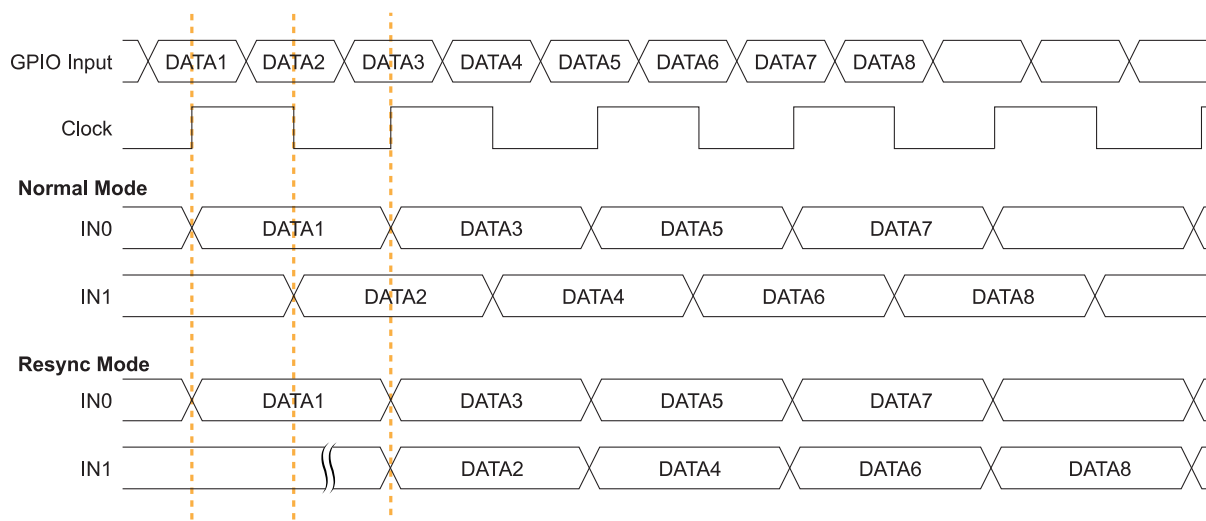 GPIO Input DATA1 DATA2 DATA3 DATA4 DATA5 DATA6 DATA7 DATA8
Clock
Normal Mode
IN0 DATA1 DATA3 DATA5 DATA7
IN1 DATA2 DATA4 DATA6 DATA8
Resync Mode
IN0 DATA1 DATA3 DATA5 DATA7
IN1 DATA2 DATA4 DATA6 DATA8